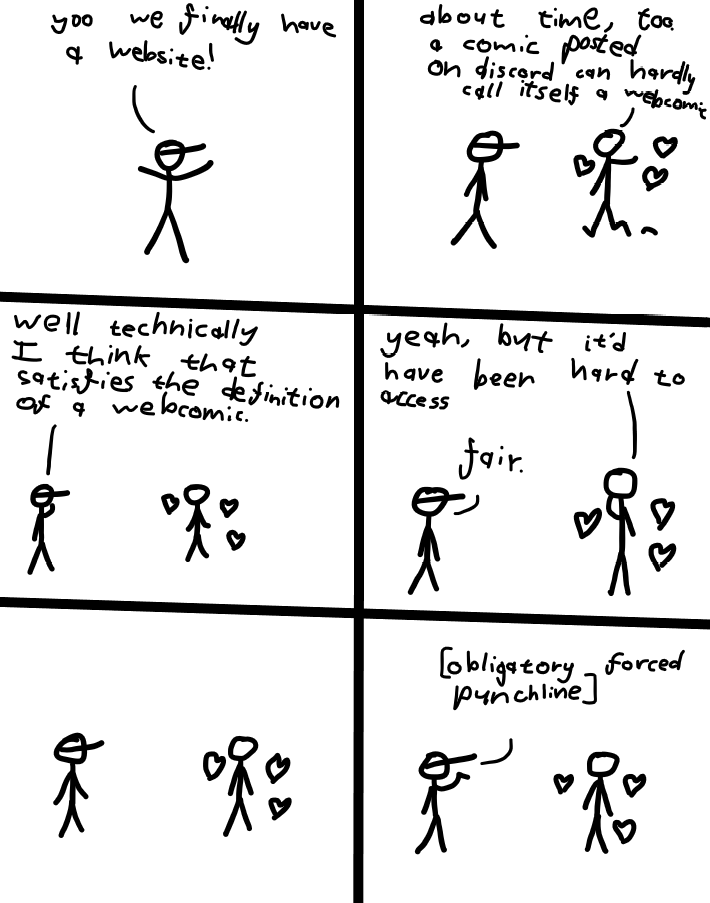 yoo we finally have
a website!
about time, too.
a comic posted
on discord can hardly
call itself a webcomic
well technically
I think that
satisfies the definition
of a webcomic.
yeah, but it'd
have been hard to
access
fair.
[obligatory forced
punchline]